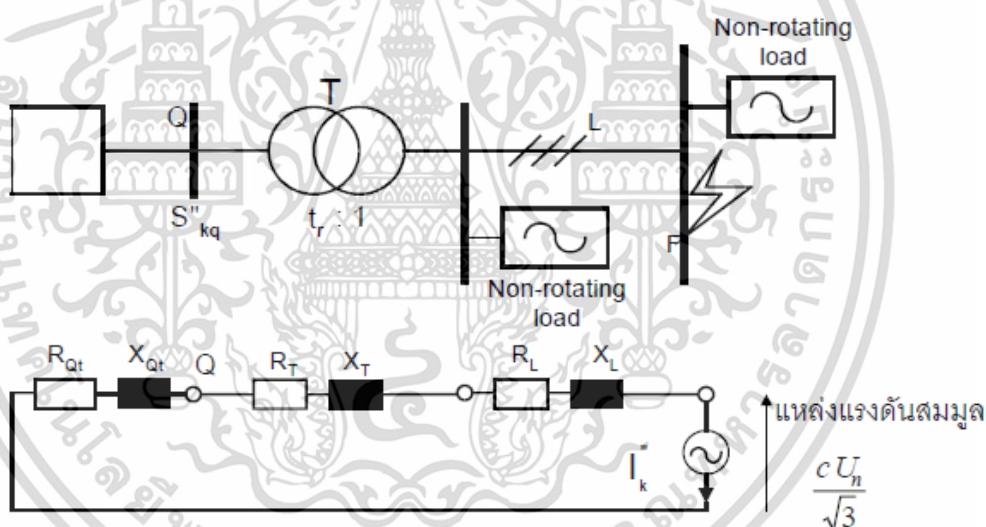 Non-rotating
load
T
Q
L
S"kq
tr : 1
F
Non-rotating
load
RQt
XQt
Q
RT
XT
RL
XL
แหล่งแรงดันสมมูล
I"k
c Un
√3